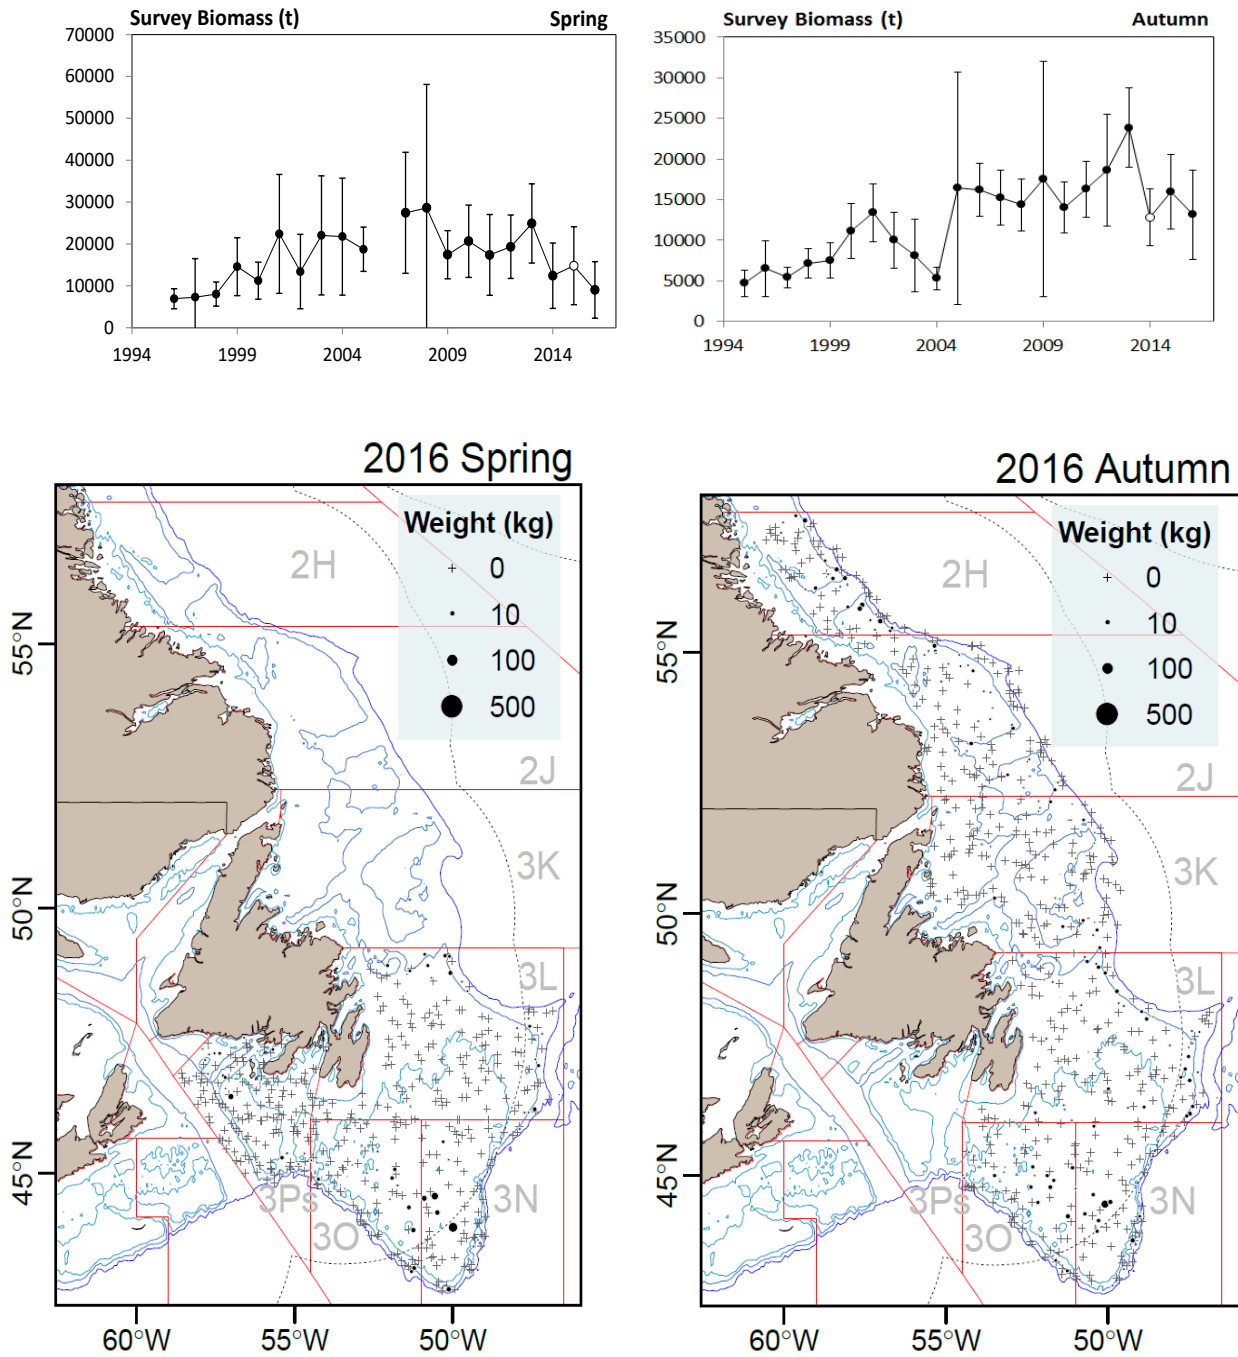 Survey Biomass (t) Spring
70000
60000
50000
40000
30000
20000
10000
0
1994 1999 2004 2009 2014
Survey Biomass (t) Autumn
35000
30000
25000
20000
15000
10000
5000
0
1994 1999 2004 2009 2014
2016 Spring
Weight (kg)
0
10
100
500
2H
2J
3K
3L
3N
3O
3Ps
55°N
50°N
45°N
60°W 55°W 50°W
2016 Autumn
Weight (kg)
0
10
100
500
2H
2J
3K
3L
3N
3O
3Ps
55°N
50°N
45°N
60°W 55°W 50°W